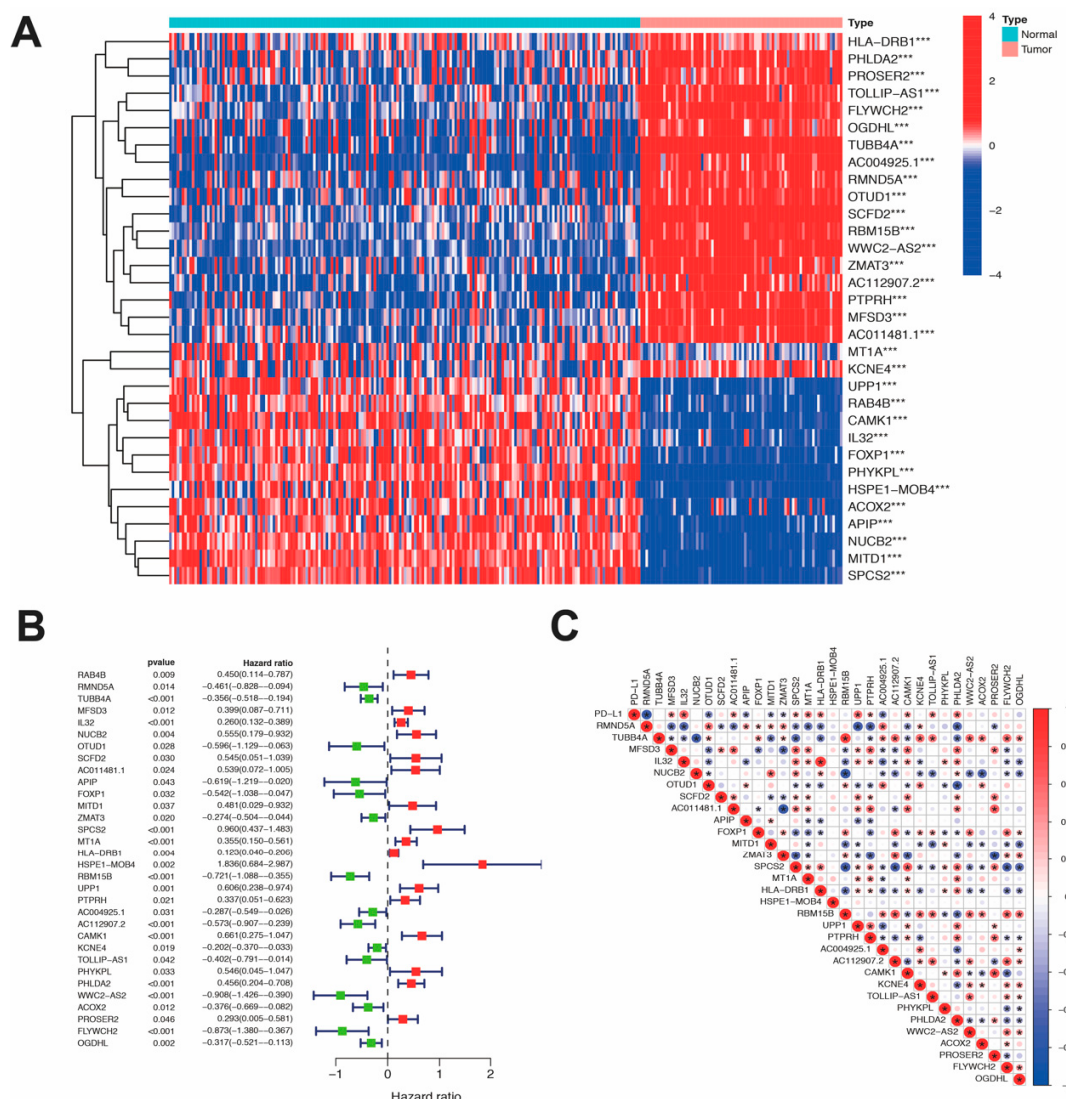 A
Type
HLA-DRB1***
PHLDA2***
PROSER2***
TOLLIP-AS1***
FLYWCH2***
OGDHL***
TUBB4A***
AC004925.1***
RMND5A***
OTUD1***
SCFD2***
RBM15B***
WWC2-AS2***
ZMAT3***
AC112907.2***
PTPRH***
MFSD3***
AC011481.1***
MT1A***
KCNE4***
UPP1***
RAB4B***
CAMK1***
IL32***
FOXP1***
PHYKPL***
HSPE1-MOB4***
ACOX2***
APIP***
NUCB2***
MITD1***
SPCS2***
4
2
0
−2
−4
Type
Normal
Tumor
B
pvalue Hazard ratio
RAB4B 0.009 0.450(0.114-0.787)
RMND5A 0.014 -0.461(-0.828--0.094)
TUBB4A <0.001 -0.356(-0.518--0.194)
MFSD3 0.012 0.399(0.087-0.711)
IL32 <0.001 0.260(0.132-0.389)
NUCB2 0.004 0.555(0.179-0.932)
OTUD1 0.028 -0.596(-1.129--0.063)
SCFD2 0.030 0.545(0.051-1.039)
AC011481.1 0.024 0.539(0.072-1.005)
APIP 0.043 -0.619(-1.219--0.020)
FOXP1 0.032 -0.542(-1.038--0.047)
MITD1 0.037 0.481(0.029-0.932)
ZMAT3 0.020 -0.274(-0.504--0.044)
SPCS2 <0.001 0.960(0.437-1.483)
MT1A <0.001 0.355(0.150-0.561)
HLA-DRB1 0.004 0.123(0.040-0.206)
HSPE1-MOB4 0.002 1.836(0.684-2.987)
RBM15B <0.001 -0.721(-1.088--0.355)
UPP1 0.001 0.606(0.238-0.974)
PTPRH 0.021 0.337(0.051-0.623)
AC004925.1 0.031 -0.287(-0.549--0.026)
AC112907.2 <0.001 -0.573(-0.907--0.239)
CAMK1 <0.001 0.661(0.275-1.047)
KCNE4 0.019 -0.202(-0.370--0.033)
TOLLIP-AS1 0.042 -0.402(-0.791--0.014)
PHYKPL 0.033 0.546(0.045-1.047)
PHLDA2 <0.001 0.456(0.204-0.708)
WWC2-AS2 <0.001 -0.908(-1.426--0.390)
ACOX2 0.012 -0.376(-0.669--0.082)
PROSER2 0.046 0.293(0.005-0.581)
FLYWCH2 <0.001 -0.873(-1.380--0.367)
OGDHL 0.002 -0.317(-0.521--0.113)
−1 0 1 2
Hazard ratio
C
PD-L1 RMND5A TUBB4A MFSD3 IL32 NUCB2 OTUD1 SCFD2 AC011481.1 APIP FOXP1 MITD1 ZMAT3 SPCS2 MT1A HLA-DRB1 HSPE1-MOB4 RBM15B UPP1 PTPRH AC004925.1 AC112907.2 CAMK1 KCNE4 TOLLIP-AS1 PHYKPL PHLDA2 WWC2-AS2 ACOX2 PROSER2 FLYWCH2 OGDHL
PD-L1
RMND5A
TUBB4A
MFSD3
IL32
NUCB2
OTUD1
SCFD2
AC011481.1
APIP
FOXP1
MITD1
ZMAT3
SPCS2
MT1A
HLA-DRB1
HSPE1-MOB4
RBM15B
UPP1
PTPRH
AC004925.1
AC112907.2
CAMK1
KCNE4
TOLLIP-AS1
PHYKPL
PHLDA2
WWC2-AS2
ACOX2
PROSER2
FLYWCH2
OGDHL